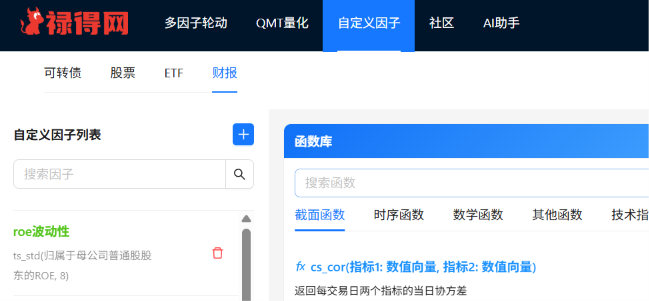 禄得网
多因子轮动 QMT量化 自定义因子 社区 AI助手
可转债 股票 ETF 财报
自定义因子列表
搜索因子
roe波动性
ts_std(归属于母公司普通股股
东的ROE, 8)
函数库
搜索函数
截面函数 时序函数 数学函数 其他函数 技术指
fx cs_cor(指标1: 数值向量, 指标2: 数值向量)
返回每交易日两个指标的当日协方差